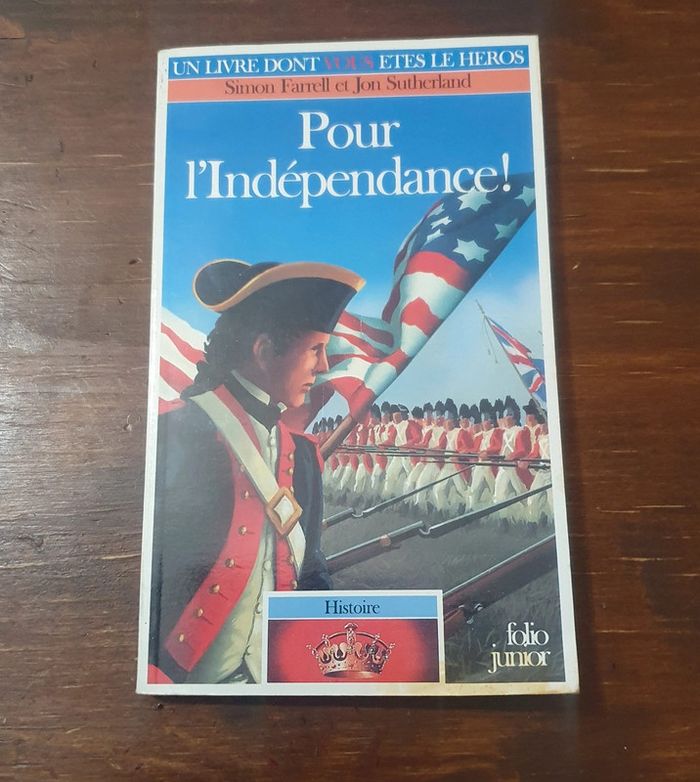 UN LIVRE DONT VOUS ETES LE HEROS
Simon Farrell et Jon Sutherland
Pour
l'Indépendance!
Histoire
folio
junior